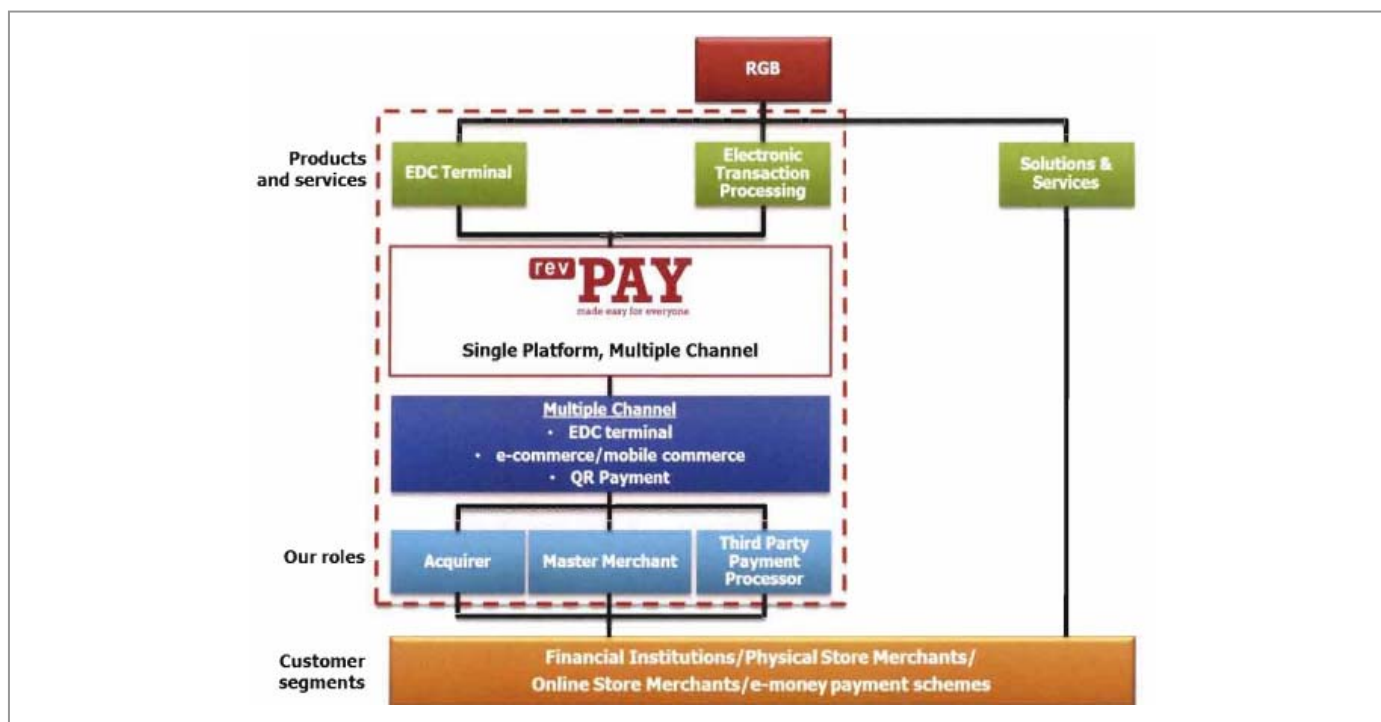 RGB
Products
and services
EDC Terminal
Electronic
Transaction
Processing
Solutions &
Services
rev
PAY
made easy for everyone
Single Platform, Multiple Channel
Multiple Channel
• EDC terminal
• e-commerce/mobile commerce
• QR Payment
Our roles
Acquirer
Master Merchant
Third Party
Payment
Processor
Customer
segments
Financial Institutions/Physical Store Merchants/
Online Store Merchants/e-money payment schemes